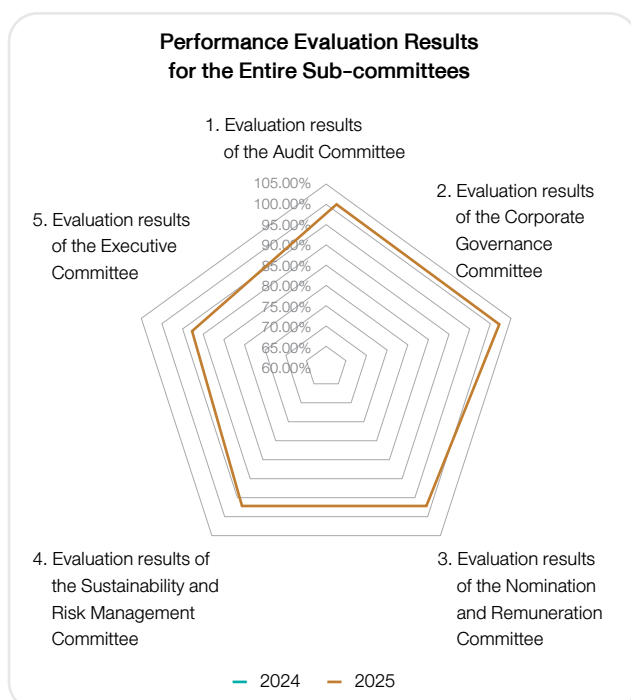 Performance Evaluation Results
for the Entire Sub-committees
1. Evaluation results
of the Audit Committee
105.00%
100.00%
95.00%
90.00%
85.00%
80.00%
75.00%
70.00%
65.00%
60.00%
2. Evaluation results
of the Corporate
Governance
Committee
5. Evaluation results
of the Executive
Committee
4. Evaluation results of
the Sustainability and
Risk Management
Committee
3. Evaluation results
of the Nomination
and Remuneration
Committee
2024 2025